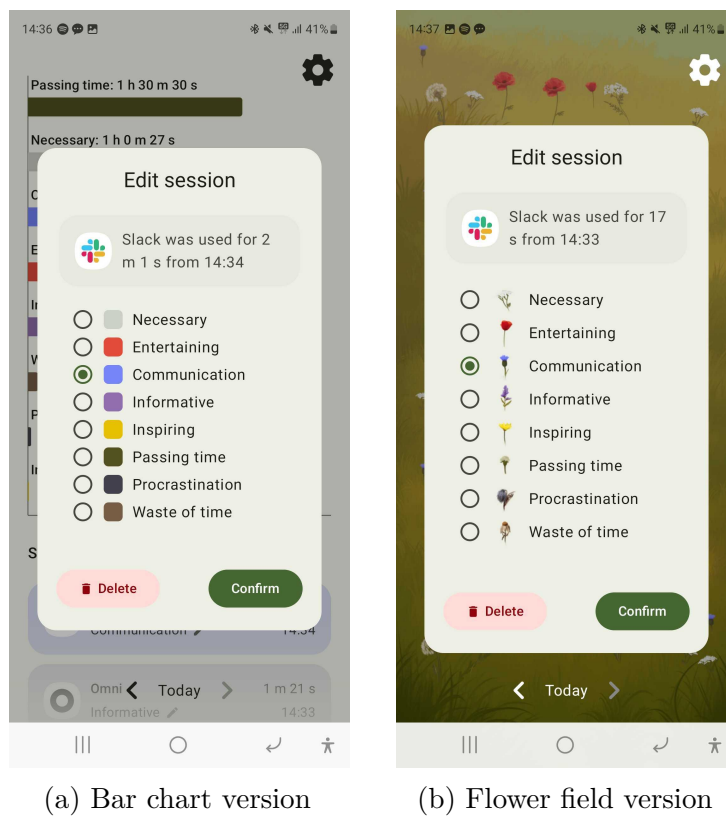 14:36
41%
Passing time: 1 h 30 m 30 s
Necessary: 1 h 0 m 27 s
Edit session
Slack was used for 2
m 1 s from 14:34
Necessary
Entertaining
Communication
Informative
Inspiring
Passing time
Procrastination
Waste of time
Delete
Confirm
S
Communication
14:34
Omni
Today
1 m 21 s
Informative
14:33
(a) Bar chart version
14:37
41%
Edit session
Slack was used for 17
s from 14:33
Necessary
Entertaining
Communication
Informative
Inspiring
Passing time
Procrastination
Waste of time
Delete
Confirm
Today
(b) Flower field version